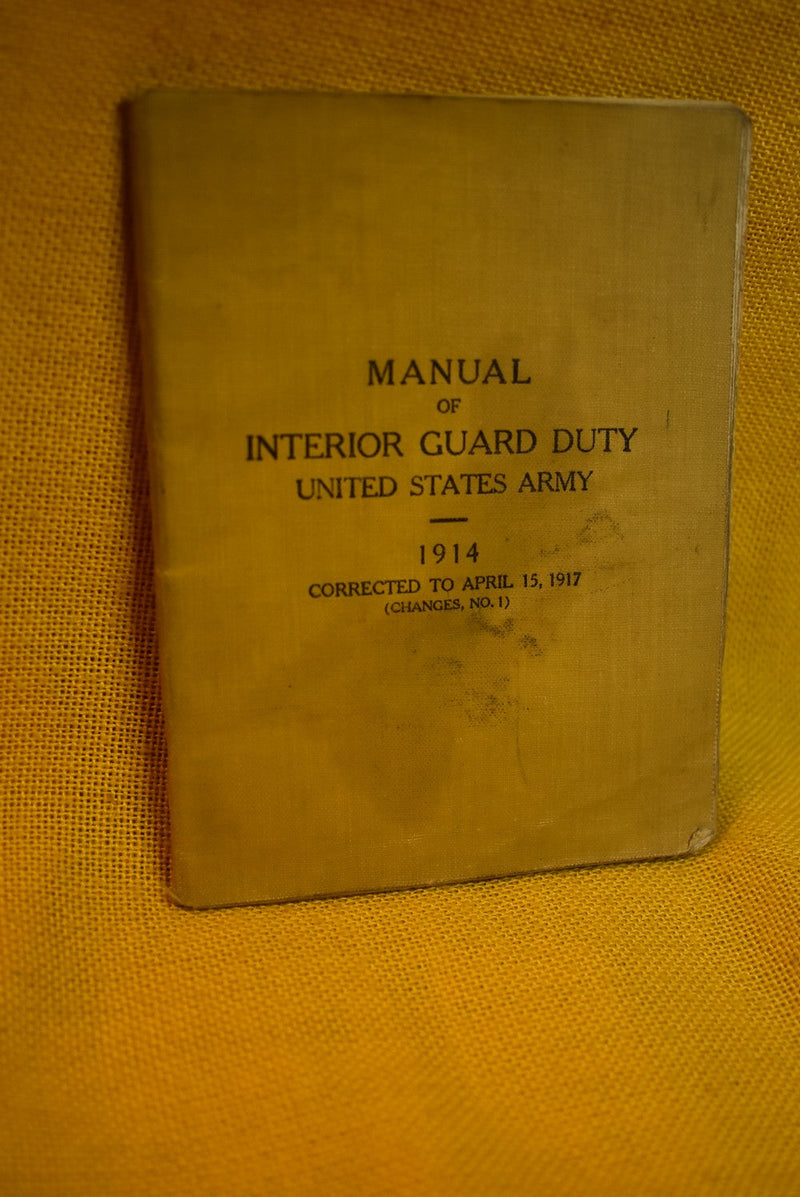 MANUAL
OF
INTERIOR GUARD DUTY
UNITED STATES ARMY
1914
CORRECTED TO APRIL 15, 1917
(CHANGES, NO. 1)